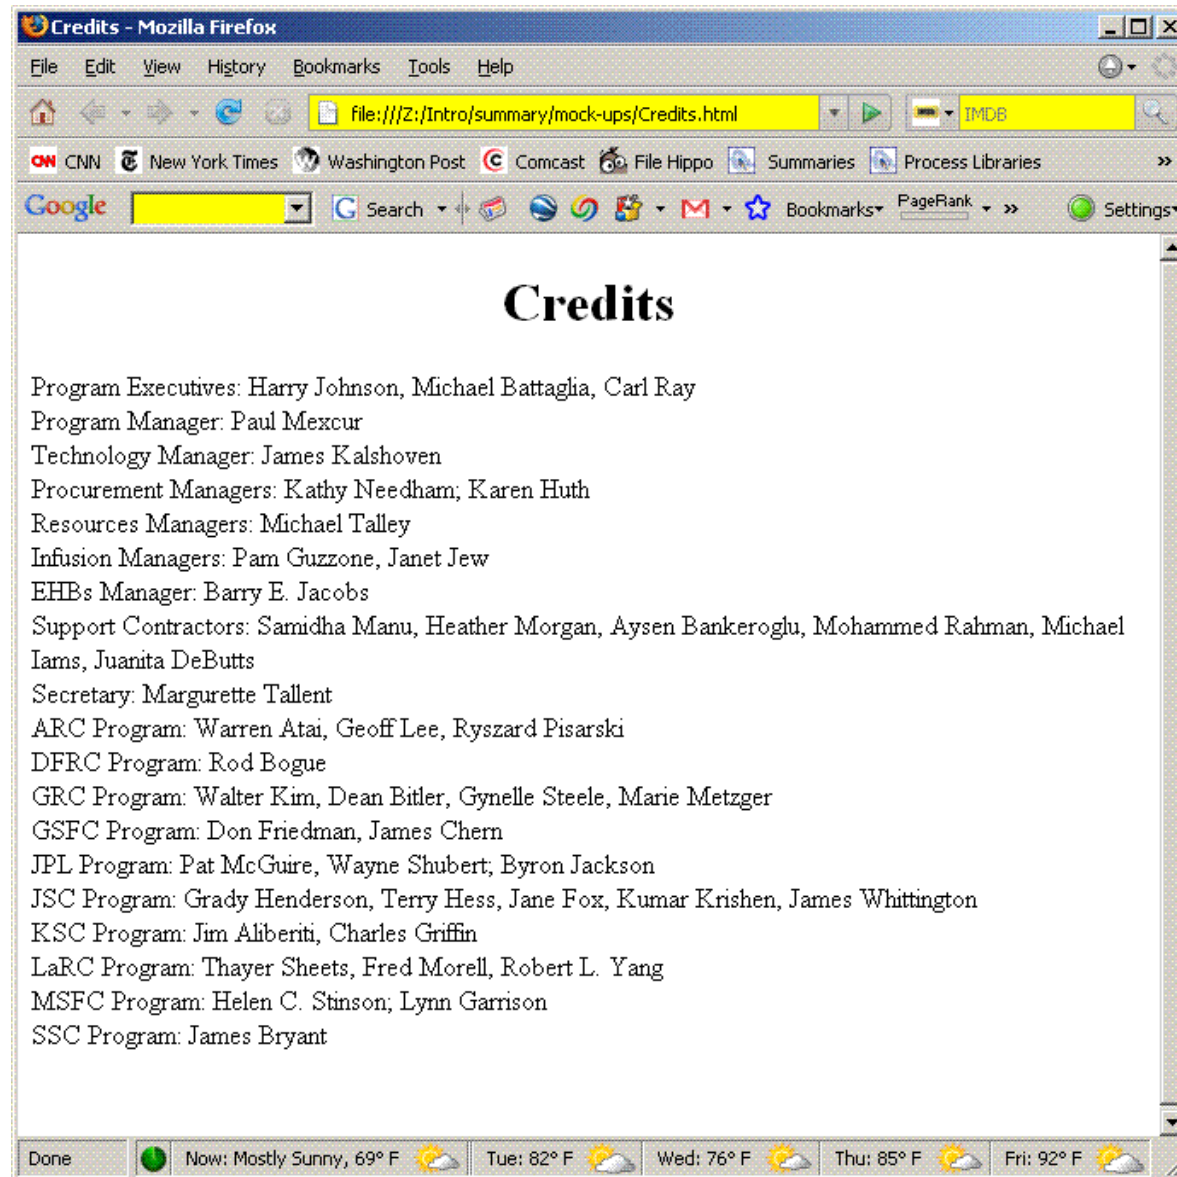 Credits - Mozilla Firefox
File Edit View History Bookmarks Tools Help
file:///Z:/Intro/summary/mock-ups/Credits.html IMDB
CNN CNN New York Times Washington Post Comcast File Hippo Summaries Process Libraries »
Google G Search PageRank Bookmarks » Settings
Credits
Program Executives: Harry Johnson, Michael Battaglia, Carl Ray
Program Manager: Paul Mexcur
Technology Manager: James Kalshoven
Procurement Managers: Kathy Needham; Karen Huth
Resources Managers: Michael Talley
Infusion Managers: Pam Guzzone, Janet Jew
EHBs Manager: Barry E. Jacobs
Support Contractors: Samidha Manu, Heather Morgan, Aysen Bankeroglu, Mohammed Rahman, Michael
Iams, Juanita DeButts
Secretary: Margurette Tallent
ARC Program: Warren Atai, Geoff Lee, Ryszard Pisarski
DFRC Program: Rod Bogue
GRC Program: Walter Kim, Dean Bitler, Gynelle Steele, Marie Metzger
GSFC Program: Don Friedman, James Chern
JPL Program: Pat McGuire, Wayne Shubert; Byron Jackson
JSC Program: Grady Henderson, Terry Hess, Jane Fox, Kumar Krishen, James Whittington
KSC Program: Jim Aliberiti, Charles Griffin
LaRC Program: Thayer Sheets, Fred Morell, Robert L. Yang
MSFC Program: Helen C. Stinson; Lynn Garrison
SSC Program: James Bryant
Done Now: Mostly Sunny, 69° F Tue: 82° F Wed: 76° F Thu: 85° F Fri: 92° F